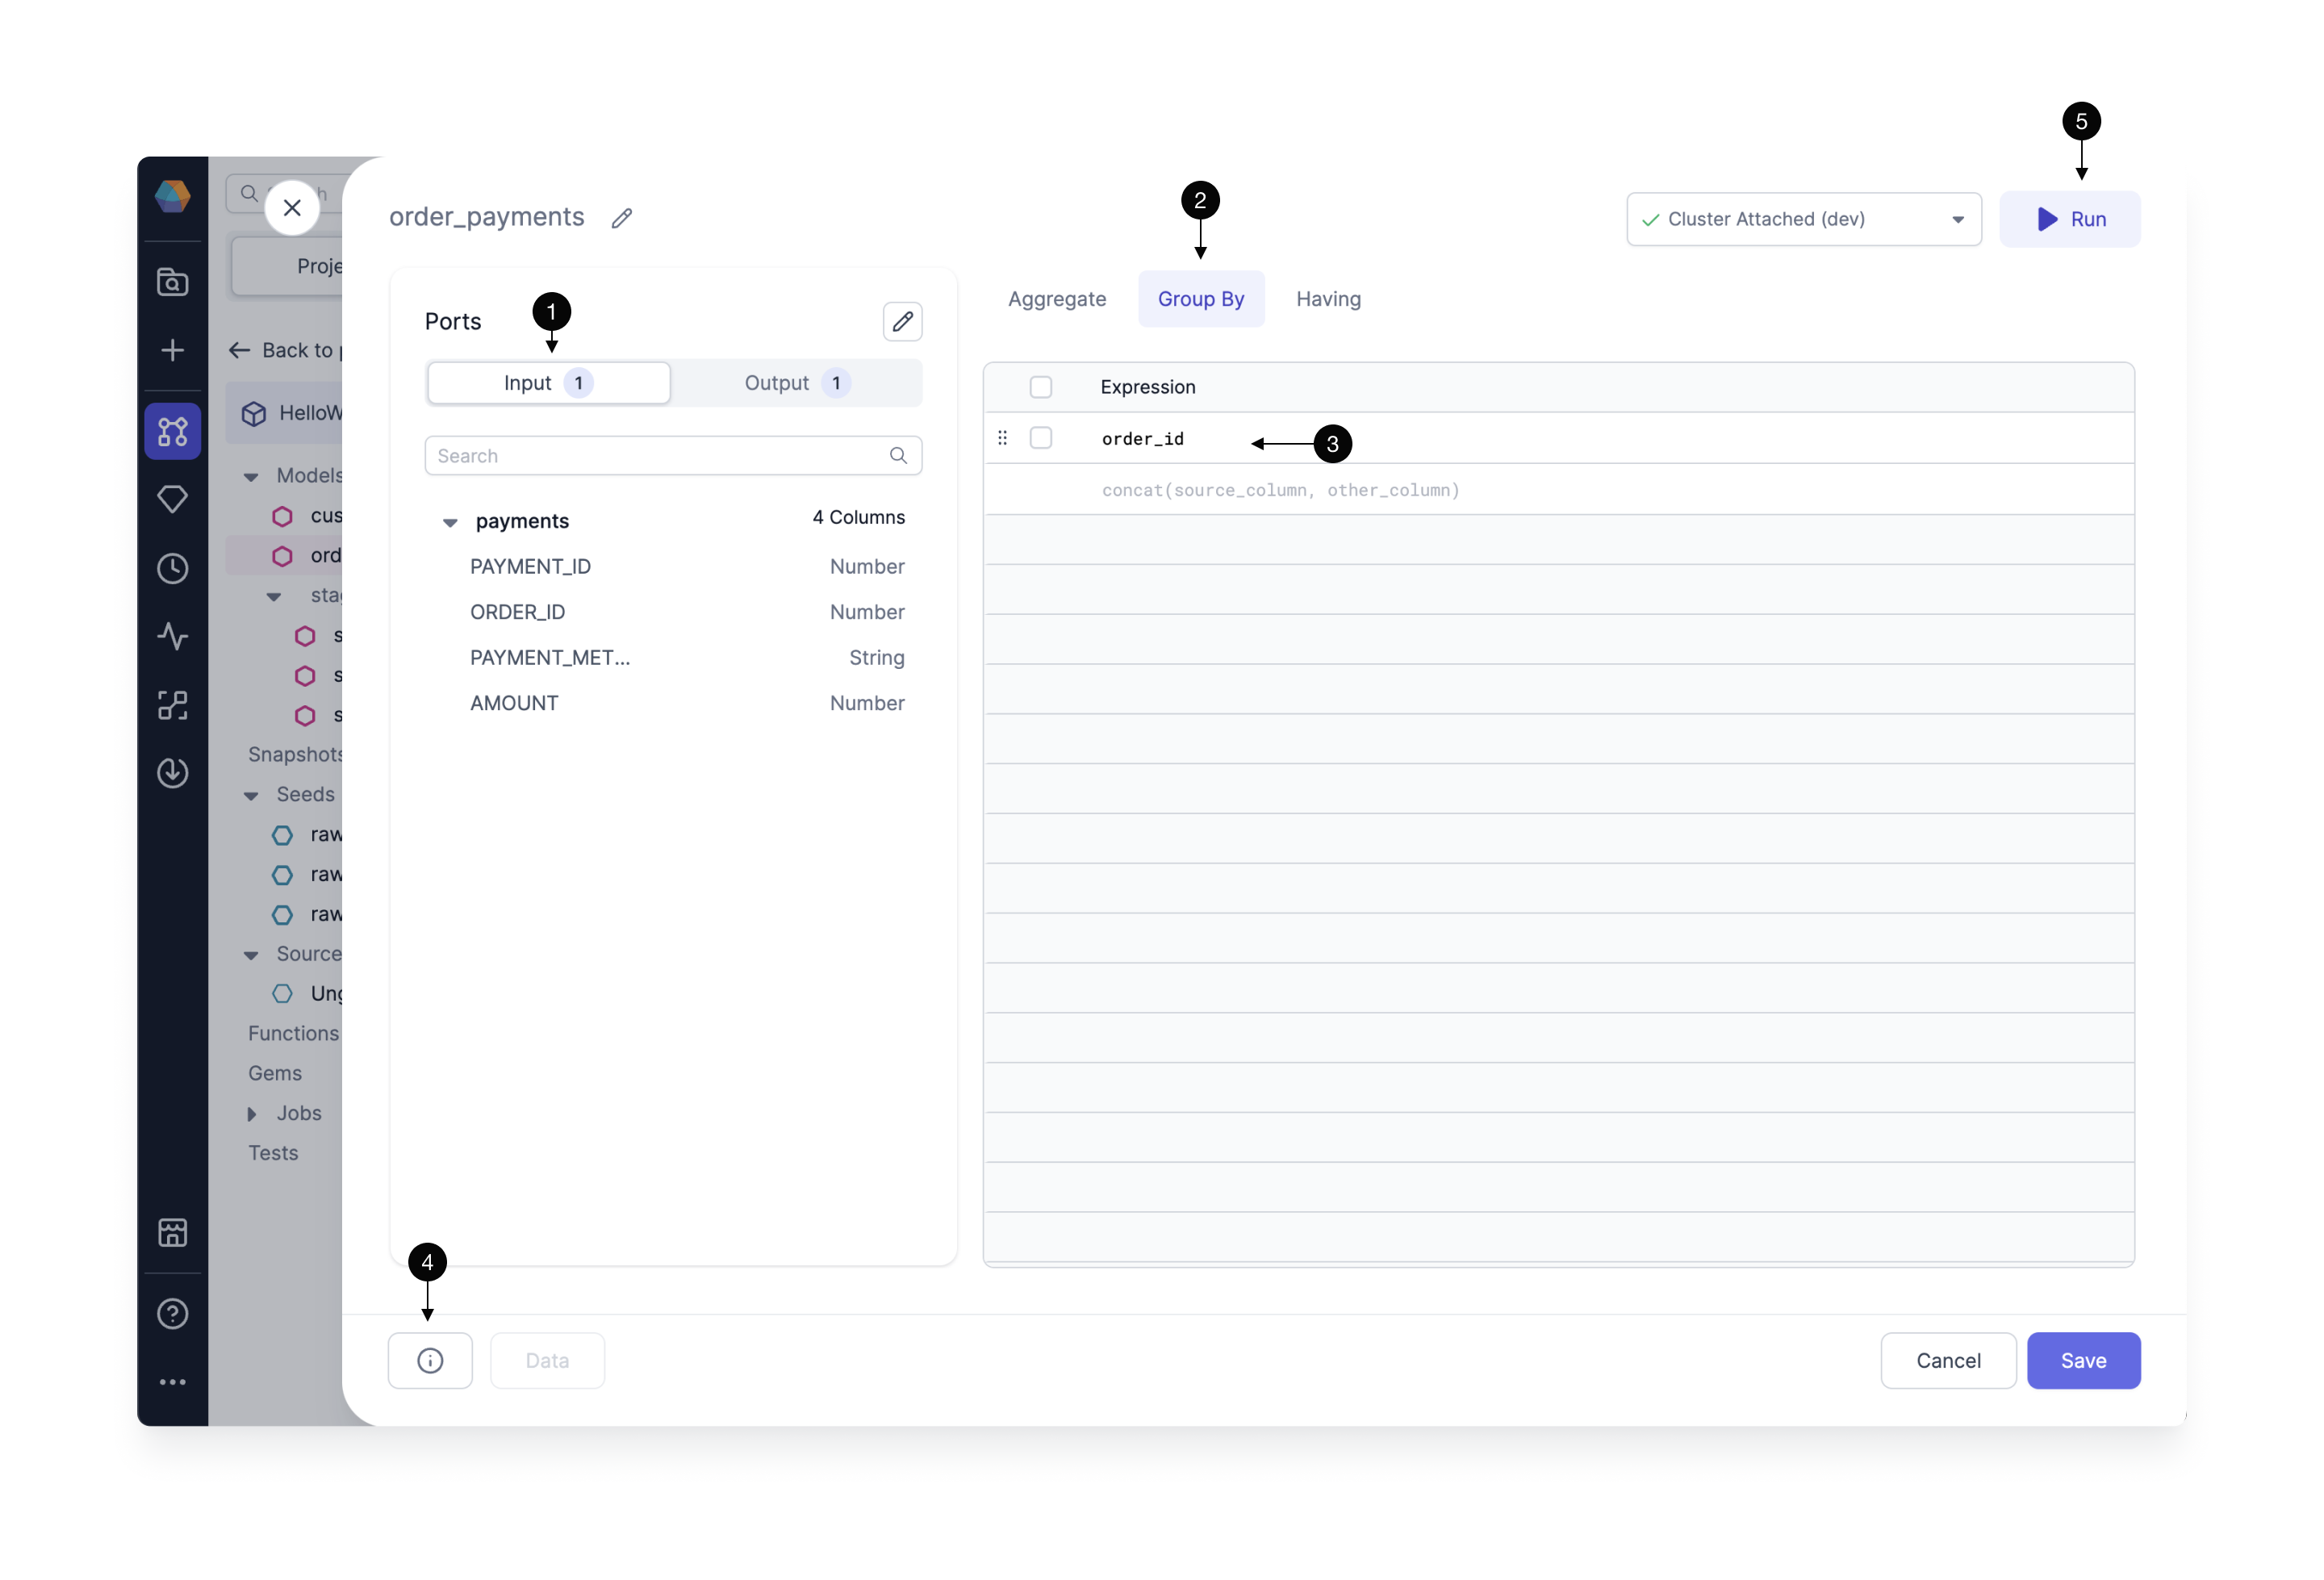 5
2
h
order_payments
Cluster Attached (dev)
Run
Proje
Ports
1
Aggregate
Group By
Having
Back to p
Input 1
Output 1
Expression
HelloW
order_id
3
Search
concat(source_column, other_column)
Models
cus
payments
4 Columns
ord
PAYMENT_ID
Number
stag
ORDER_ID
Number
s
PAYMENT_MET...
String
s
AMOUNT
Number
s
Snapshots
Seeds
raw
raw
raw
Source
Ung
Functions
Gems
Jobs
Tests
4
Data
Cancel
Save